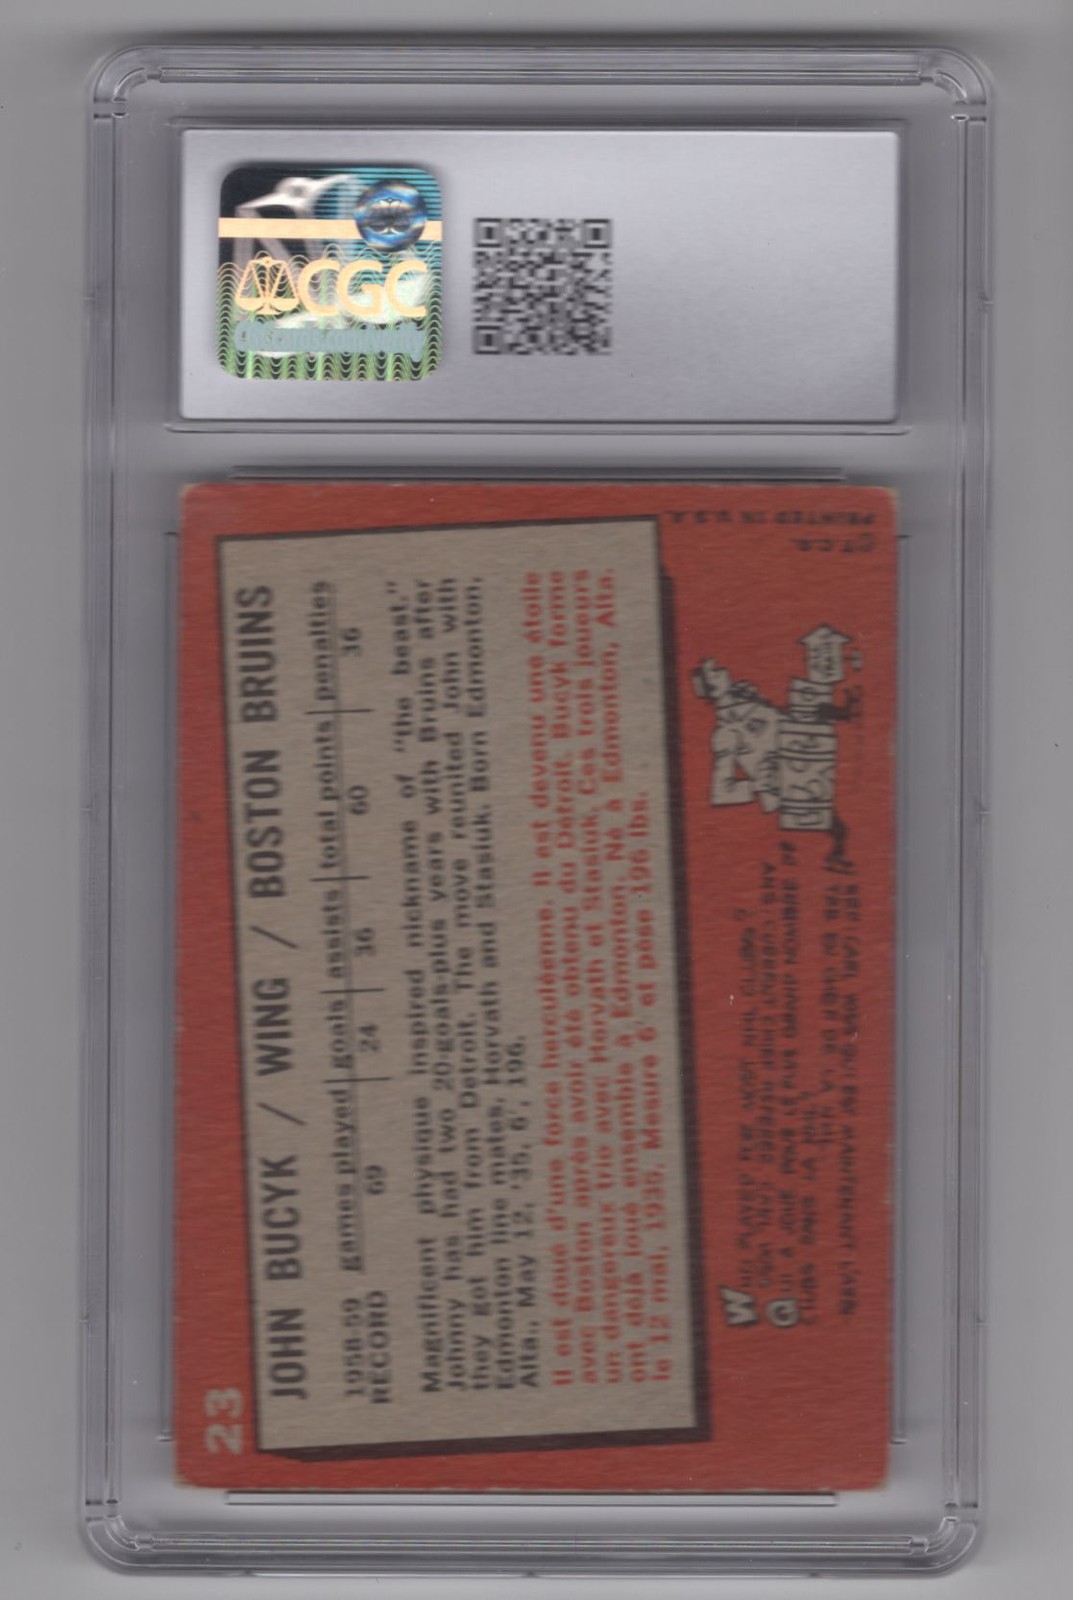 CGC
23
JOHN BUCYK / WING / BOSTON BRUINS
1958-59 games played goals assists total points penalties
RECORD 69 24 36 60 36
Magnificent physique inspired nickname of "the beast."
Johnny has had two 20-goals-plus years with Bruins after
they got him from Detroit. The move reunited John with
Edmonton line mates, Horvath and Stasiuk. Born Edmonton,
Alta., May 12, '35, 6', 196.
Il est doué d'une force herculéenne. Il est devenu une étoile
avec Boston après avoir été obtenu du Détroit. Bucyk forme
un dangereux trio avec Horvath et Stasiuk. Ces trois joueurs
ont déjà joué ensemble à Edmonton. Né à Edmonton, Alta.
le 12 mai, 1935. Mesure 6' et pèse 196 lbs.
©T.C.G.
PRINTED IN U.S.A.